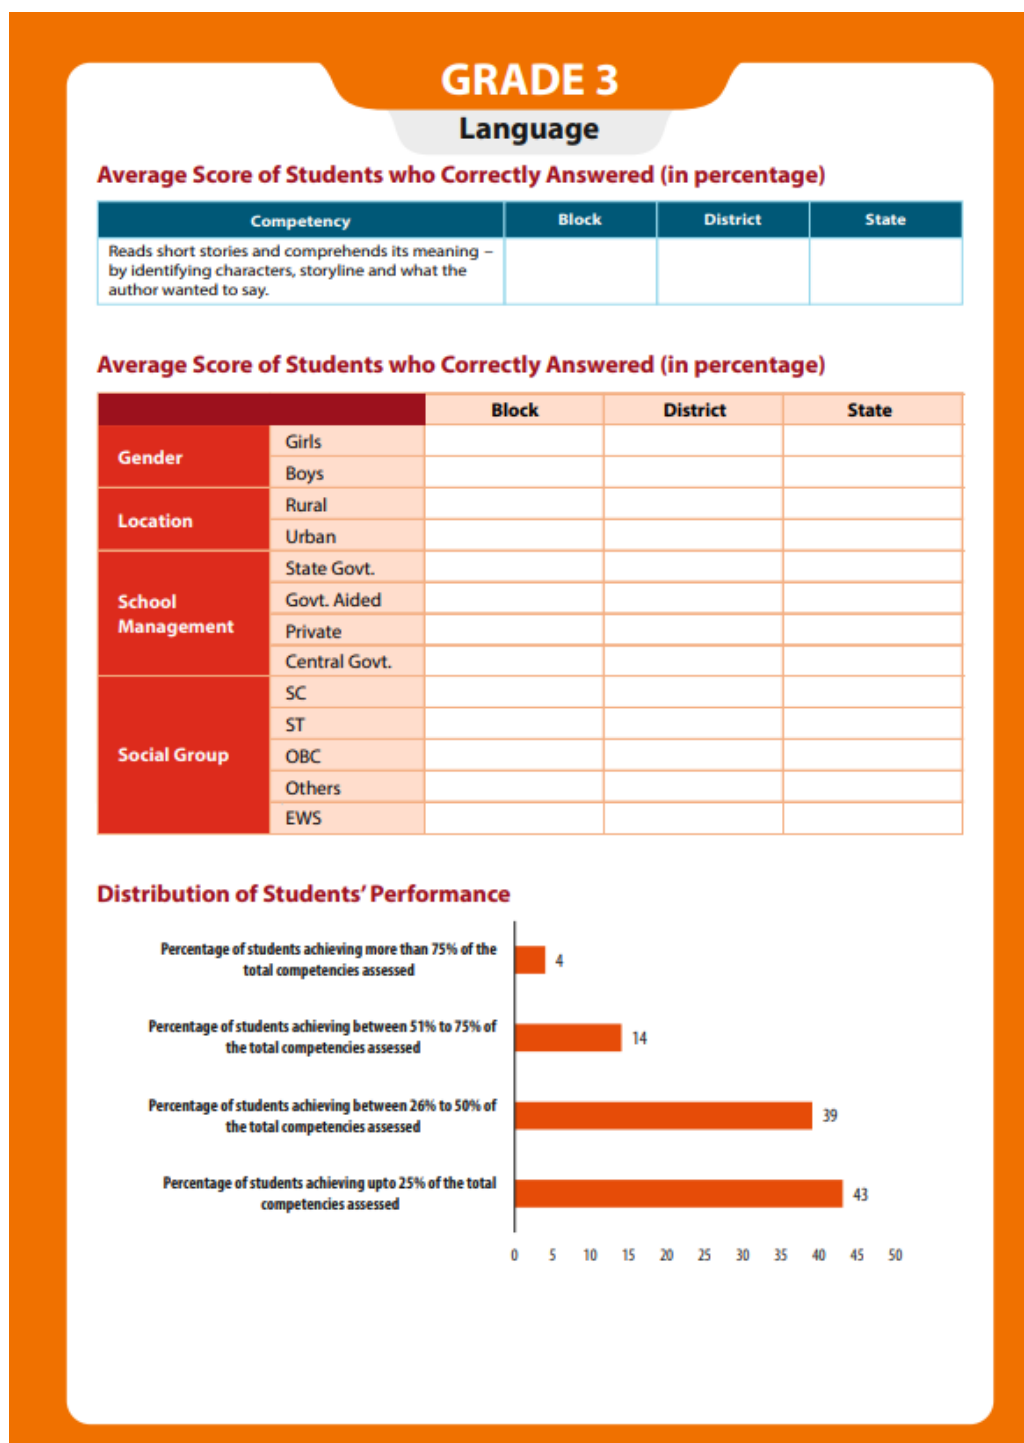 GRADE 3
Language
Average Score of Students who Correctly Answered (in percentage)
Competency Block District State
Reads short stories and comprehends its meaning –
by identifying characters, storyline and what the
author wanted to say.
Average Score of Students who Correctly Answered (in percentage)
Block District State
Gender
Girls
Boys
Location
Rural
Urban
School
Management
State Govt.
Govt. Aided
Private
Central Govt.
Social Group
SC
ST
OBC
Others
EWS
Distribution of Students’ Performance
Percentage of students achieving more than 75% of the
total competencies assessed
4
Percentage of students achieving between 51% to 75% of
the total competencies assessed
14
Percentage of students achieving between 26% to 50% of
the total competencies assessed
39
Percentage of students achieving upto 25% of the total
competencies assessed
43
0 5 10 15 20 25 30 35 40 45 50